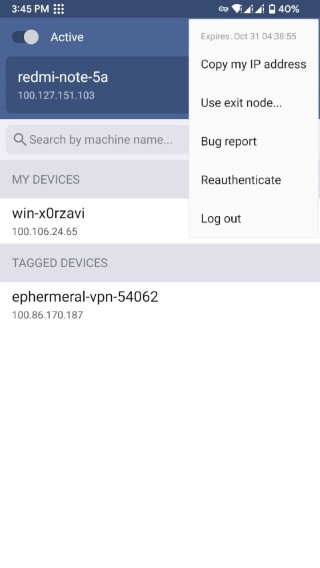 3:45 PM
40%
Active
Expires: Oct 31 04:38:55
Copy my IP address
Use exit node...
Bug report
Reauthenticate
Log out
redmi-note-5a
100.127.151.103
Search by machine name...
MY DEVICES
win-x0rzavi
100.106.24.65
TAGGED DEVICES
ephermeral-vpn-54062
100.86.170.187